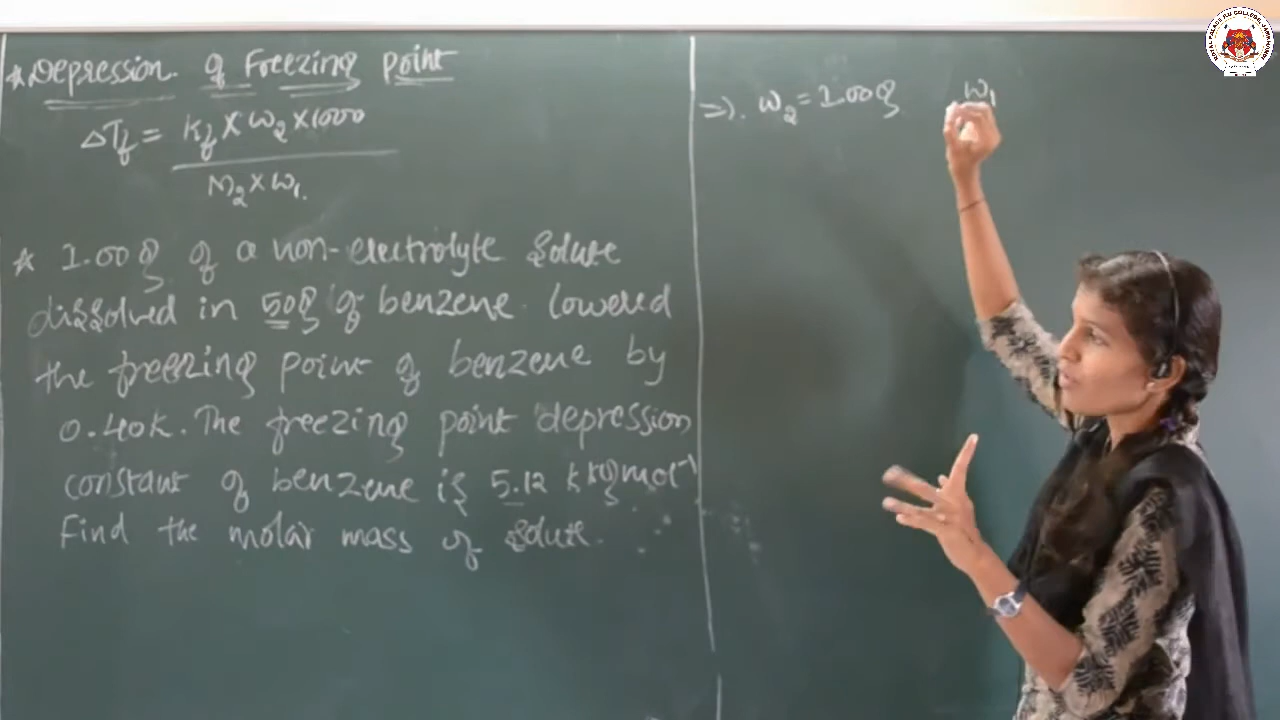 * Depression of Freezing point
ΔTf = Kf × w2 × 1000
M2 × w1.
* 1.00g of a non-electrolyte solute
dissolved in 50g of benzene lowered
the freezing point of benzene by
0.40K. The freezing point depression
constant of benzene is 5.12 K kg mol⁻¹
Find the molar mass of solute.
=>. w2 = 1.00g w1